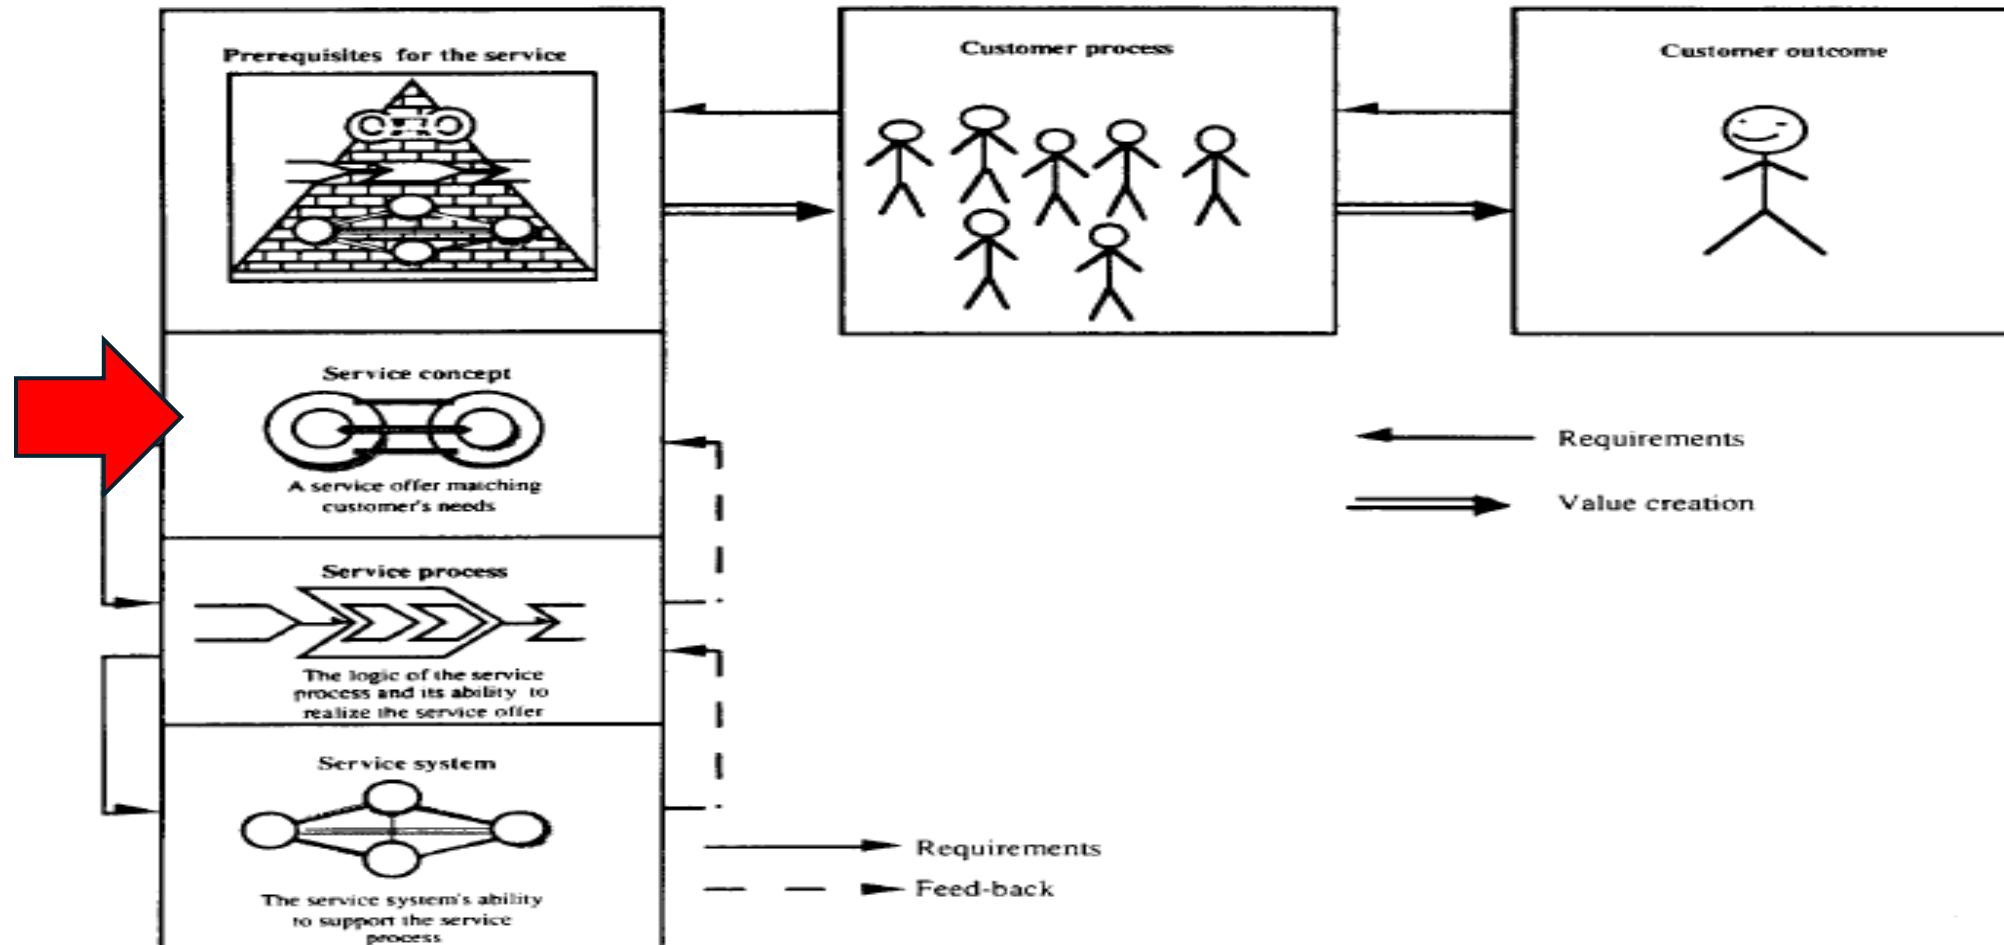 Prerequisites for the service
Customer process
Customer outcome
Service concept
A service offer matching
customer's needs
Service process
The logic of the service
process and its ability to
realize the service offer
Service system
The service system's ability
to support the service
process
Requirements
Value creation
Requirements
Feed-back